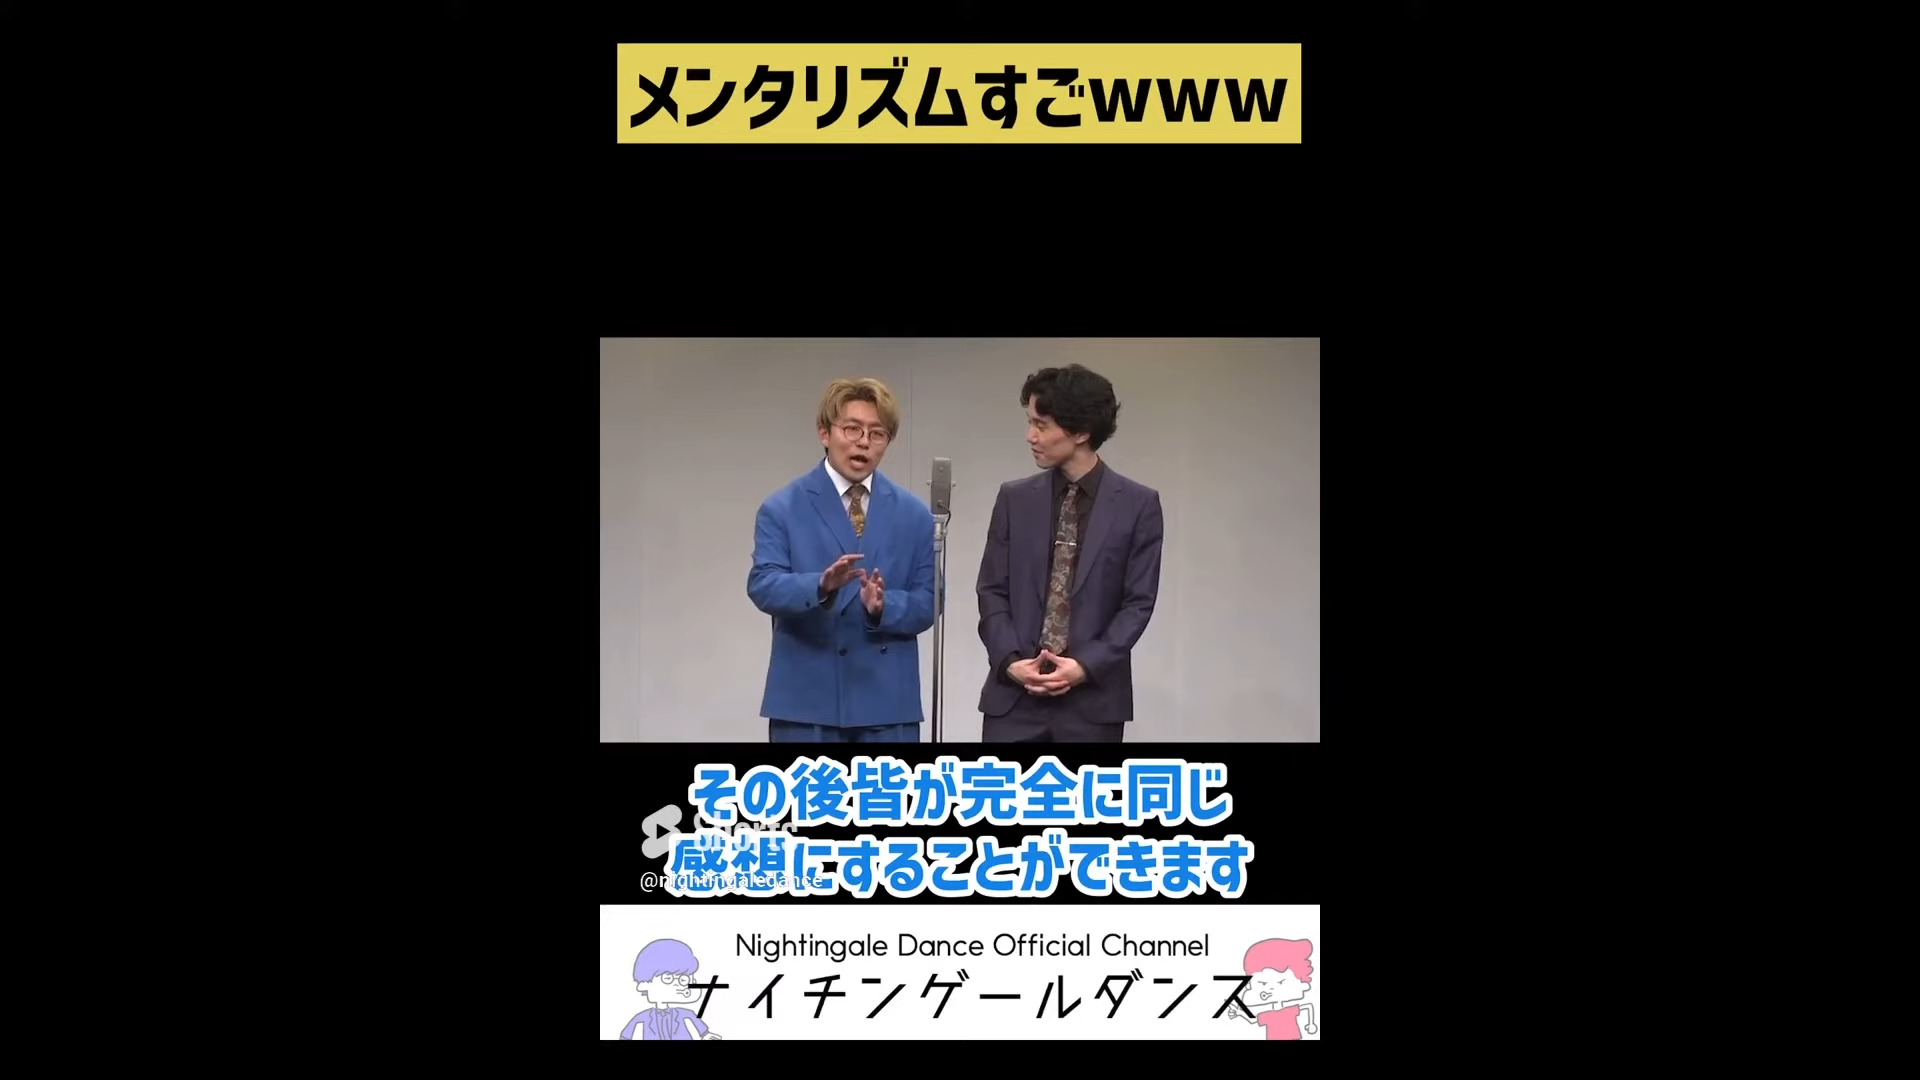 メンタリズムすごwww
その後皆が完全に同じ
感想にすることができます
Shorts
@nightingaledance
Nightingale Dance Official Channel
ナイチンゲールダンス